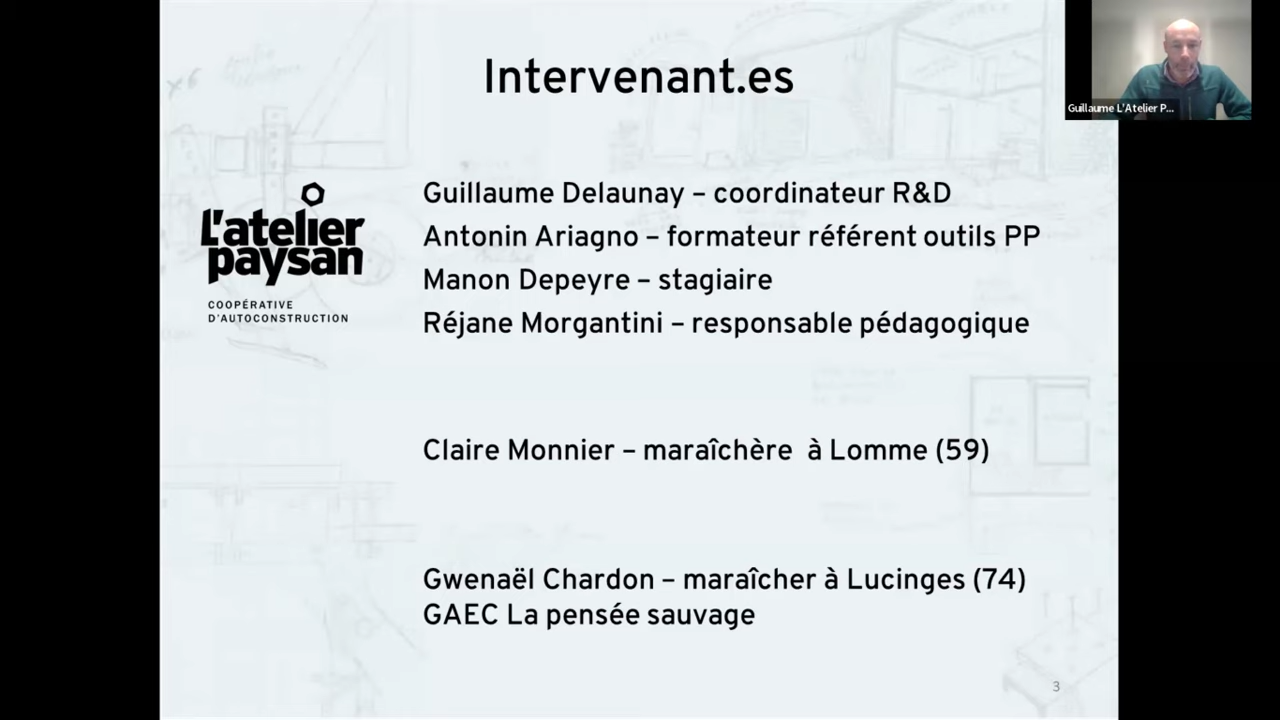 Intervenant.es
Guillaume L'Atelier P...
L'atelier
paysan
COOPÉRATIVE
D'AUTOCONSTRUCTION
Guillaume Delaunay – coordinateur R&D
Antonin Ariagno – formateur référent outils PP
Manon Depeyre – stagiaire
Réjane Morgantini – responsable pédagogique
Claire Monnier – maraîchère à Lomme (59)
Gwenaël Chardon – maraîcher à Lucinges (74)
GAEC La pensée sauvage
3